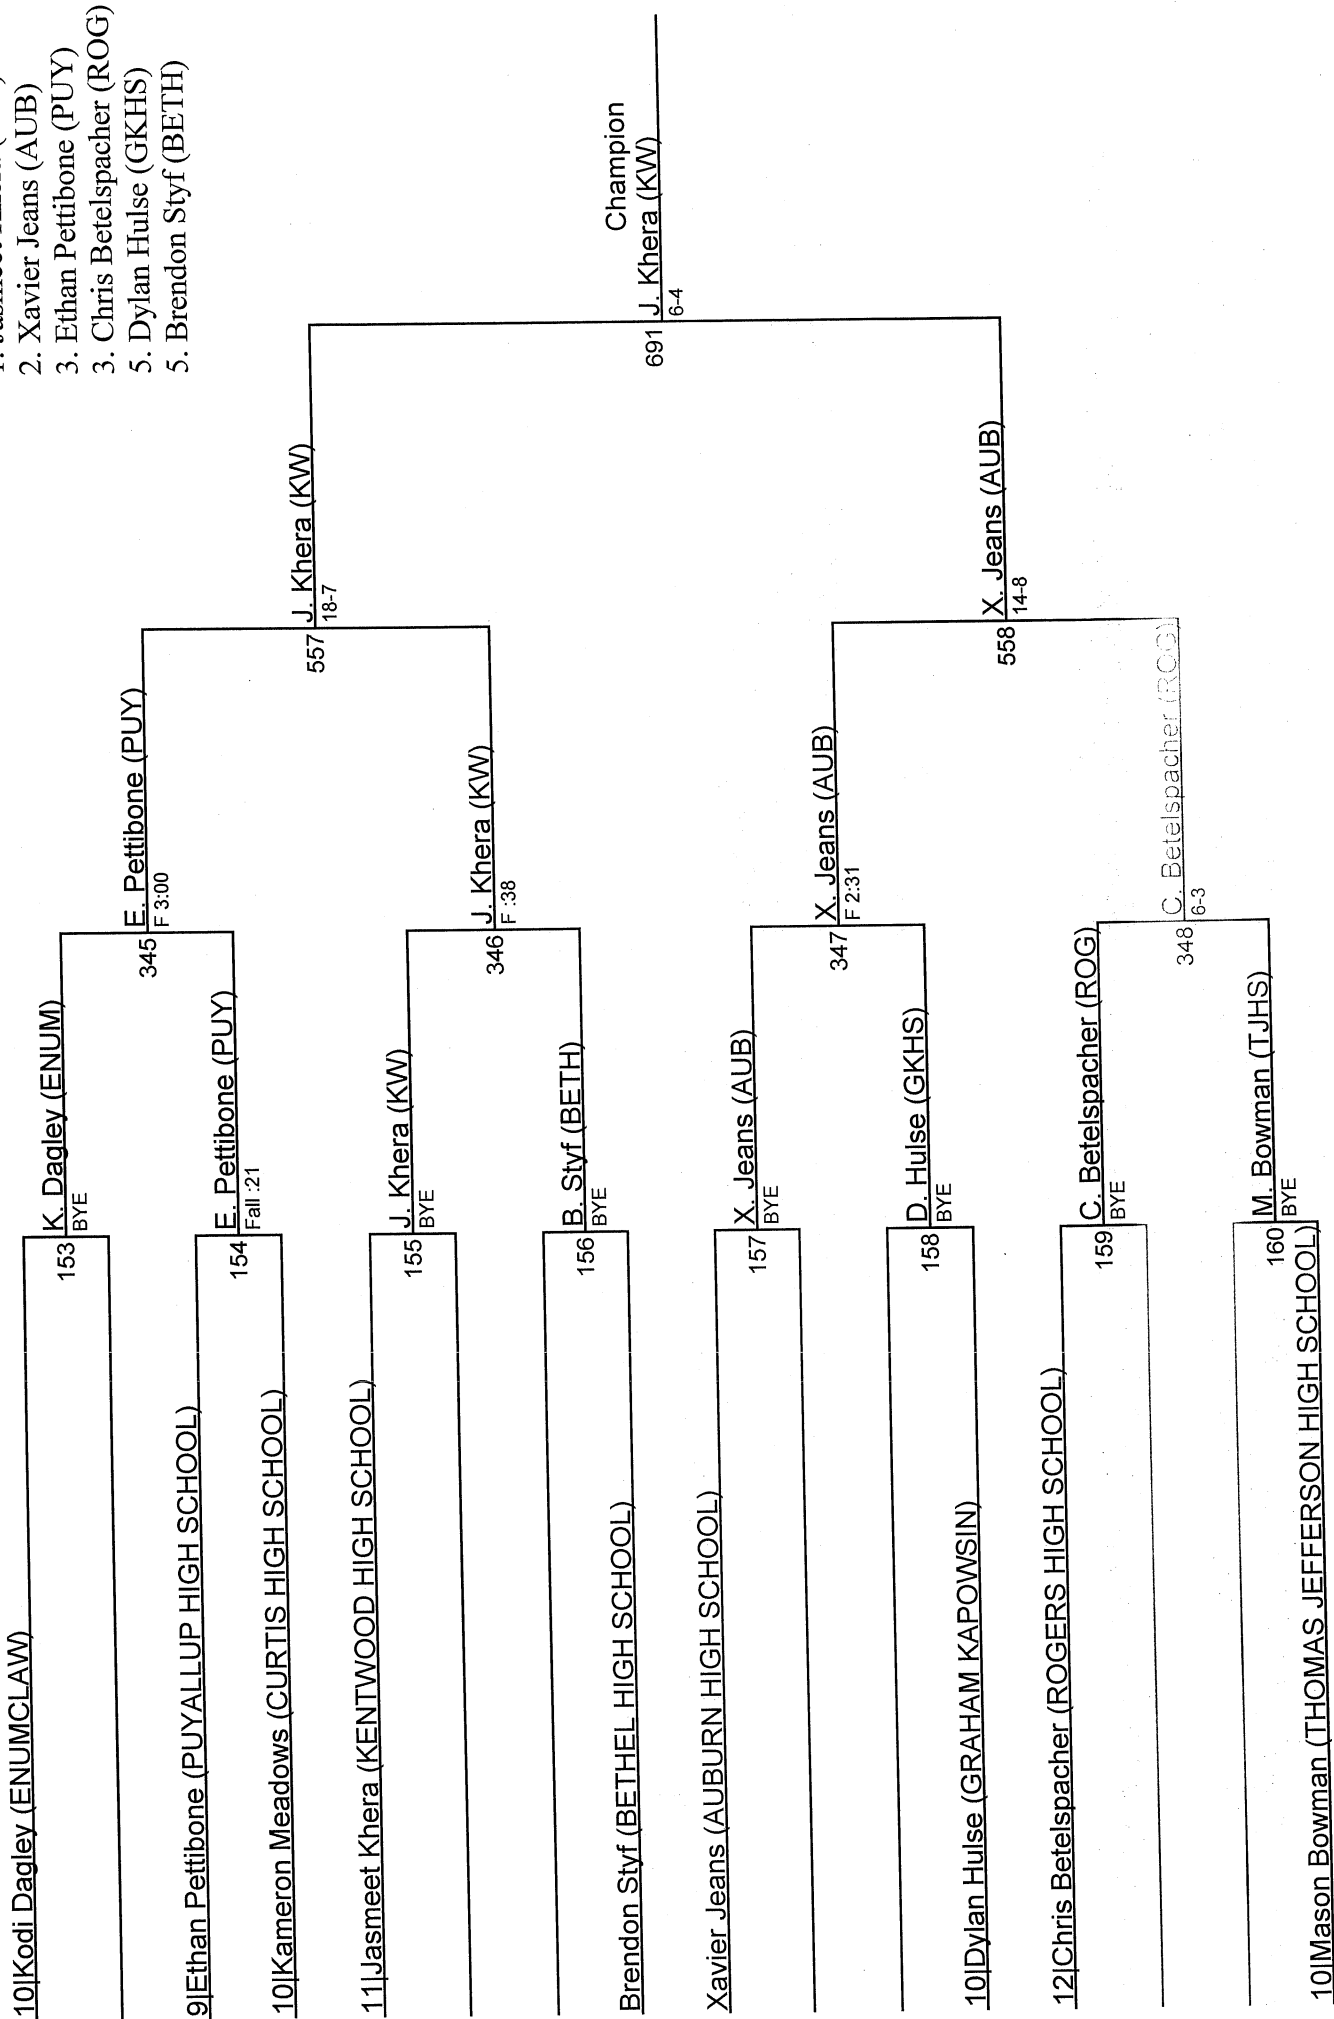 2. Xavier Jeans (AUB)
3. Ethan Pettibone (PUY)
3. Chris Betelspacher (ROG)
5. Dylan Hulse (GKHS)
5. Brendon Styf (BETH)
10|Kodi Dagley (ENUMCLAW)
9|Ethan Pettibone (PUYALLUP HIGH SCHOOL)
10|Kameron Meadows (CURTIS HIGH SCHOOL)
11|Jasmeet Khera (KENTWOOD HIGH SCHOOL)
Brendon Styf (BETHEL HIGH SCHOOL)
Xavier Jeans (AUBURN HIGH SCHOOL)
10|Dylan Hulse (GRAHAM KAPOWSIN)
12|Chris Betelspacher (ROGERS HIGH SCHOOL)
10|Mason Bowman (THOMAS JEFFERSON HIGH SCHOOL)
153
K. Dagley (ENUM)
BYE
154
E. Pettibone (PUY)
Fall :21
155
J. Khera (KW)
BYE
156
B. Styf (BETH)
BYE
157
X. Jeans (AUB)
BYE
158
D. Hulse (GKHS)
BYE
159
C. Betelspacher (ROG)
BYE
160
M. Bowman (TJHS)
BYE
345
E. Pettibone (PUY)
F 3:00
346
J. Khera (KW)
F :38
347
X. Jeans (AUB)
F 2:31
348
C. Betelspacher (ROG)
6-3
557
J. Khera (KW)
18-7
558
X. Jeans (AUB)
14-8
691
Champion
J. Khera (KW)
6-4